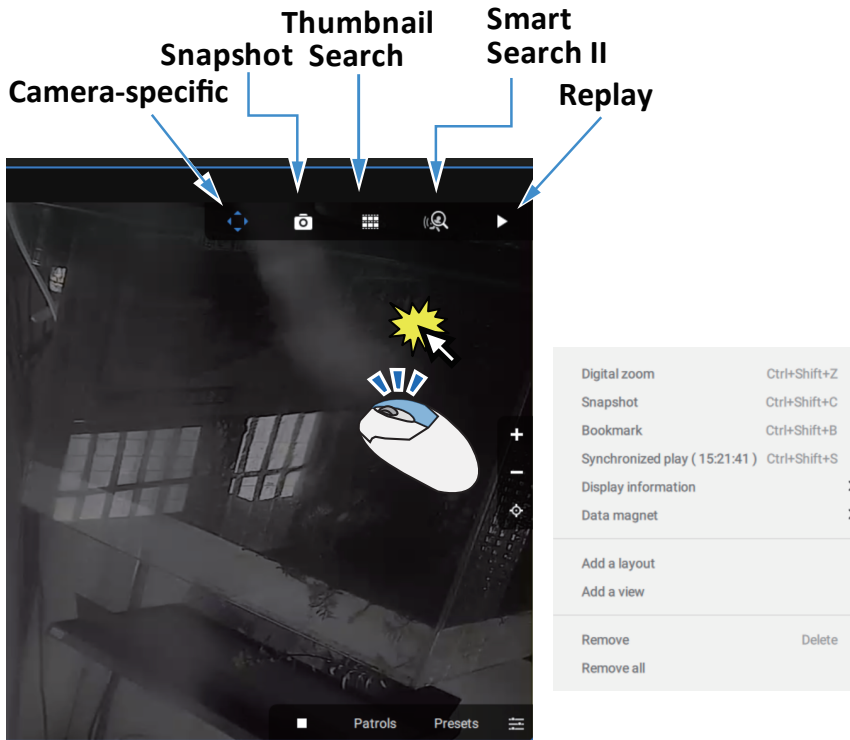 Thumbnail
Search
Smart
Search II
Snapshot
Camera-specific
Replay
Digital zoom Ctrl+Shift+Z
Snapshot Ctrl+Shift+C
Bookmark Ctrl+Shift+B
Synchronized play ( 15:21:41 ) Ctrl+Shift+S
Display information
Data magnet
Add a layout
Add a view
Remove Delete
Remove all
Patrols Presets